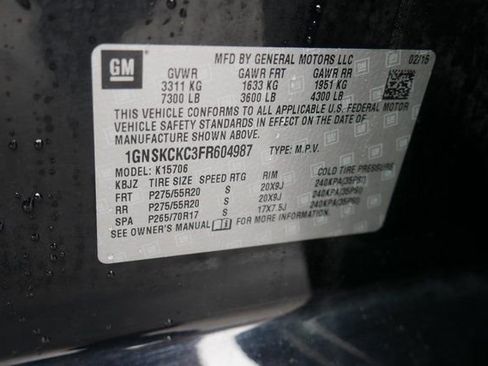 GM MFD BY GENERAL MOTORS LLC 02/15
GVWR GAWR FRT GAWR RR
3311 KG 1633 KG 1951 KG
7300 LB 3600 LB 4300 LB
THIS VEHICLE CONFORMS TO ALL APPLICABLE U.S. FEDERAL MOTOR
VEHICLE SAFETY STANDARDS IN EFFECT ON THE DATE OF
MANUFACTURE SHOWN ABOVE.
1GNSKCKC3FR604987 TYPE: M.P.V.
MODEL: K15706
KBJZ TIRE SIZE SPEED RTG RIM COLD TIRE PRESSURE
FRT P275/55R20 S 20X9J 240KPA(35PSI)
RR P275/55R20 S 20X9J 240KPA(35PSI)
SPA P265/70R17 S 17X7.5J 240KPA(35PSI)
SEE OWNER'S MANUAL FOR MORE INFORMATION.